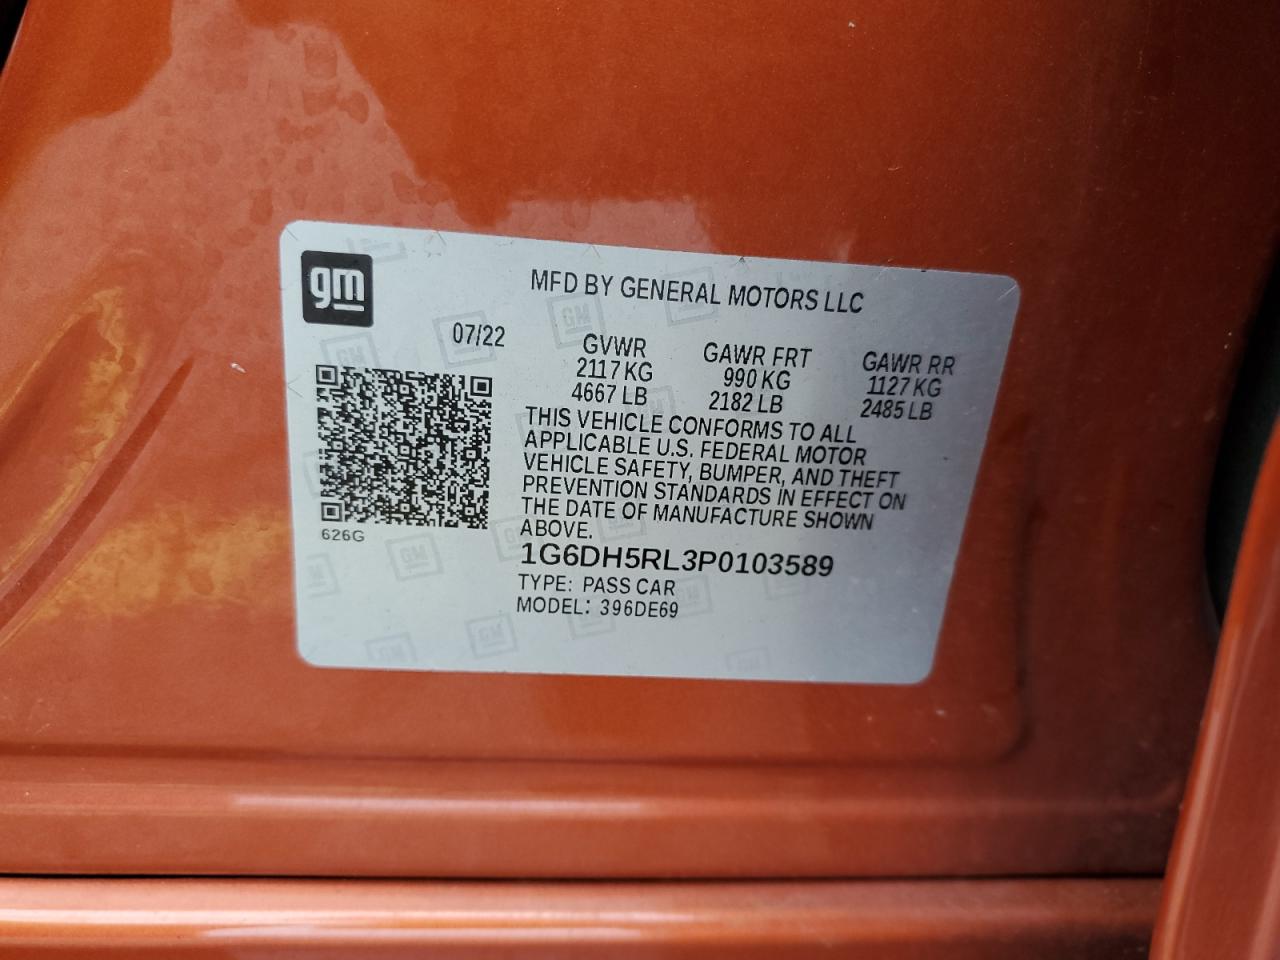 gm
MFD BY GENERAL MOTORS LLC
07/22
GVWR
2117 KG
4667 LB
GAWR FRT
990 KG
2182 LB
GAWR RR
1127 KG
2485 LB
THIS VEHICLE CONFORMS TO ALL
APPLICABLE U.S. FEDERAL MOTOR
VEHICLE SAFETY, BUMPER, AND THEFT
PREVENTION STANDARDS IN EFFECT ON
THE DATE OF MANUFACTURE SHOWN
ABOVE.
626G
1G6DH5RL3P0103589
TYPE: PASS CAR
MODEL: 396DE69